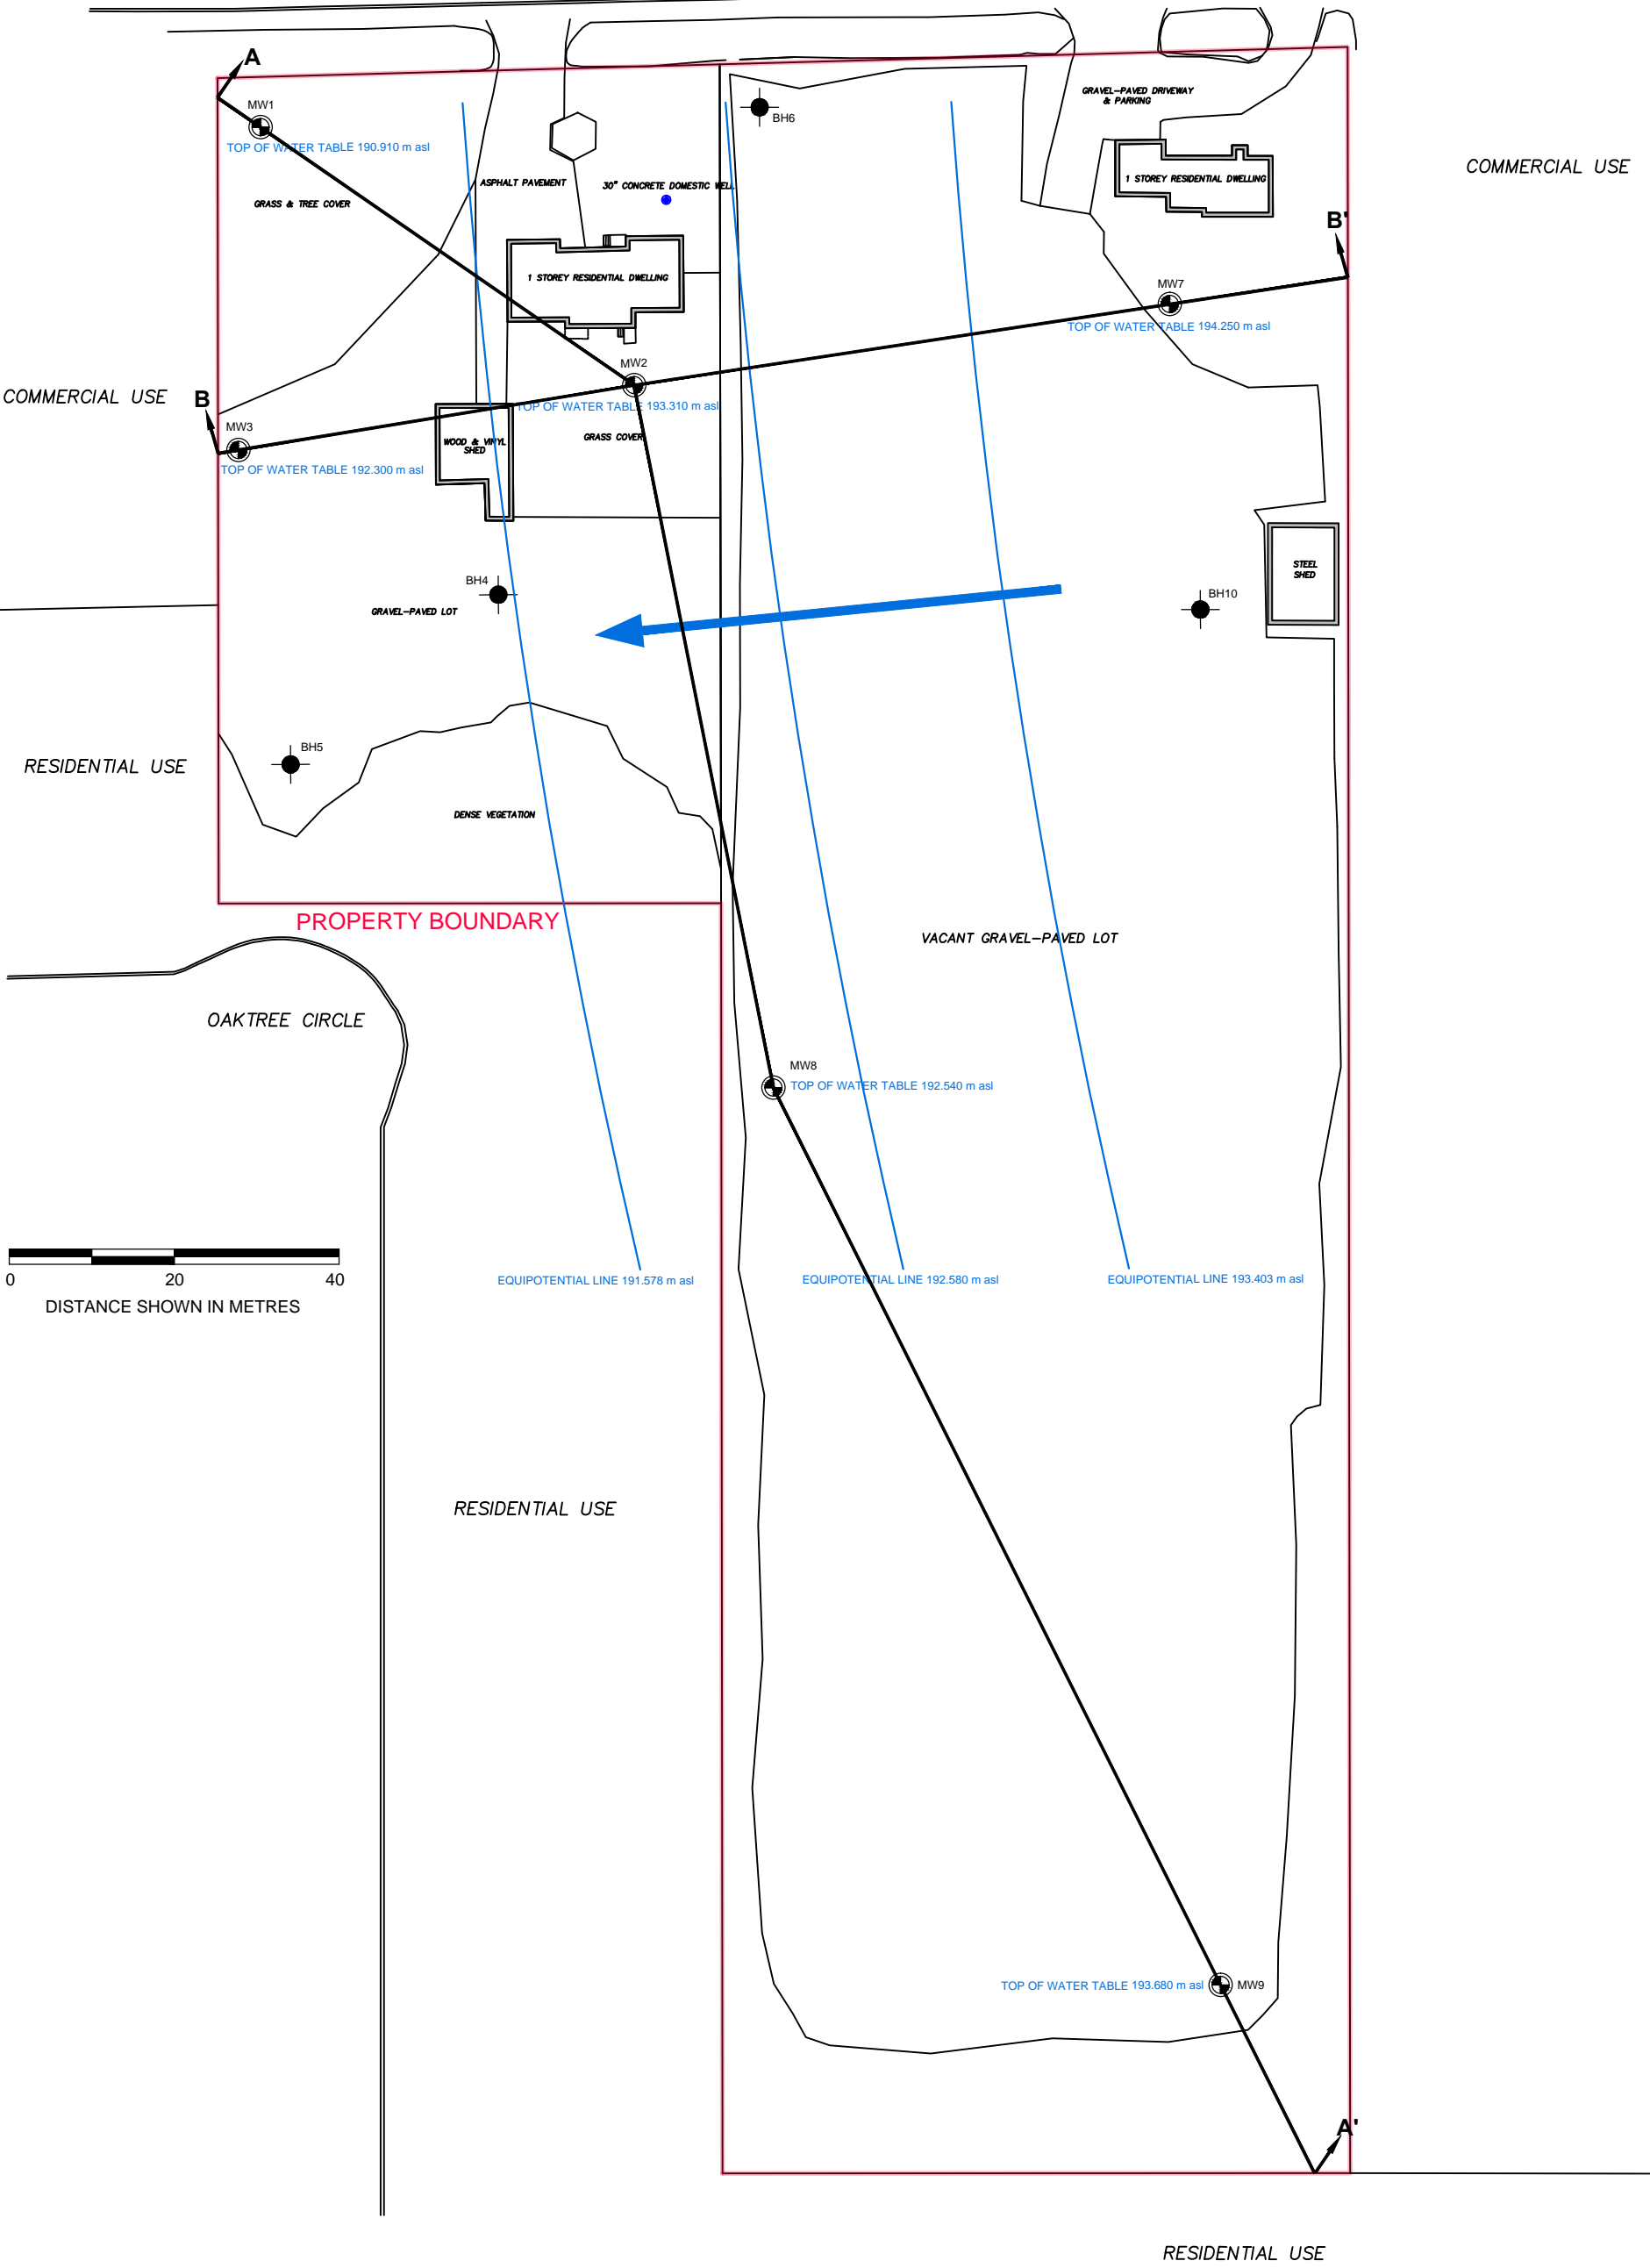 A
MW1
TOP OF WATER TABLE 190.910 m asl
GRASS & TREE COVER
ASPHALT PAVEMENT
30" CONCRETE DOMESTIC WELL
BH6
GRAVEL-PAVED DRIVEWAY
& PARKING
1 STOREY RESIDENTIAL DWELLING
COMMERCIAL USE
B'
1 STOREY RESIDENTIAL DWELLING
MW7
TOP OF WATER TABLE 194.250 m asl
MW2
TOP OF WATER TABLE 193.310 m asl
COMMERCIAL USE
B
MW3
TOP OF WATER TABLE 192.300 m asl
WOOD & VINYL
SHED
GRASS COVER
STEEL
SHED
BH4
BH10
GRAVEL-PAVED LOT
BH5
RESIDENTIAL USE
DENSE VEGETATION
PROPERTY BOUNDARY
VACANT GRAVEL-PAVED LOT
OAKTREE CIRCLE
MW8
TOP OF WATER TABLE 192.540 m asl
0 20 40
DISTANCE SHOWN IN METRES
EQUIPOTENTIAL LINE 191.578 m asl
EQUIPOTENTIAL LINE 192.580 m asl
EQUIPOTENTIAL LINE 193.403 m asl
RESIDENTIAL USE
TOP OF WATER TABLE 193.680 m asl
MW9
A'
RESIDENTIAL USE